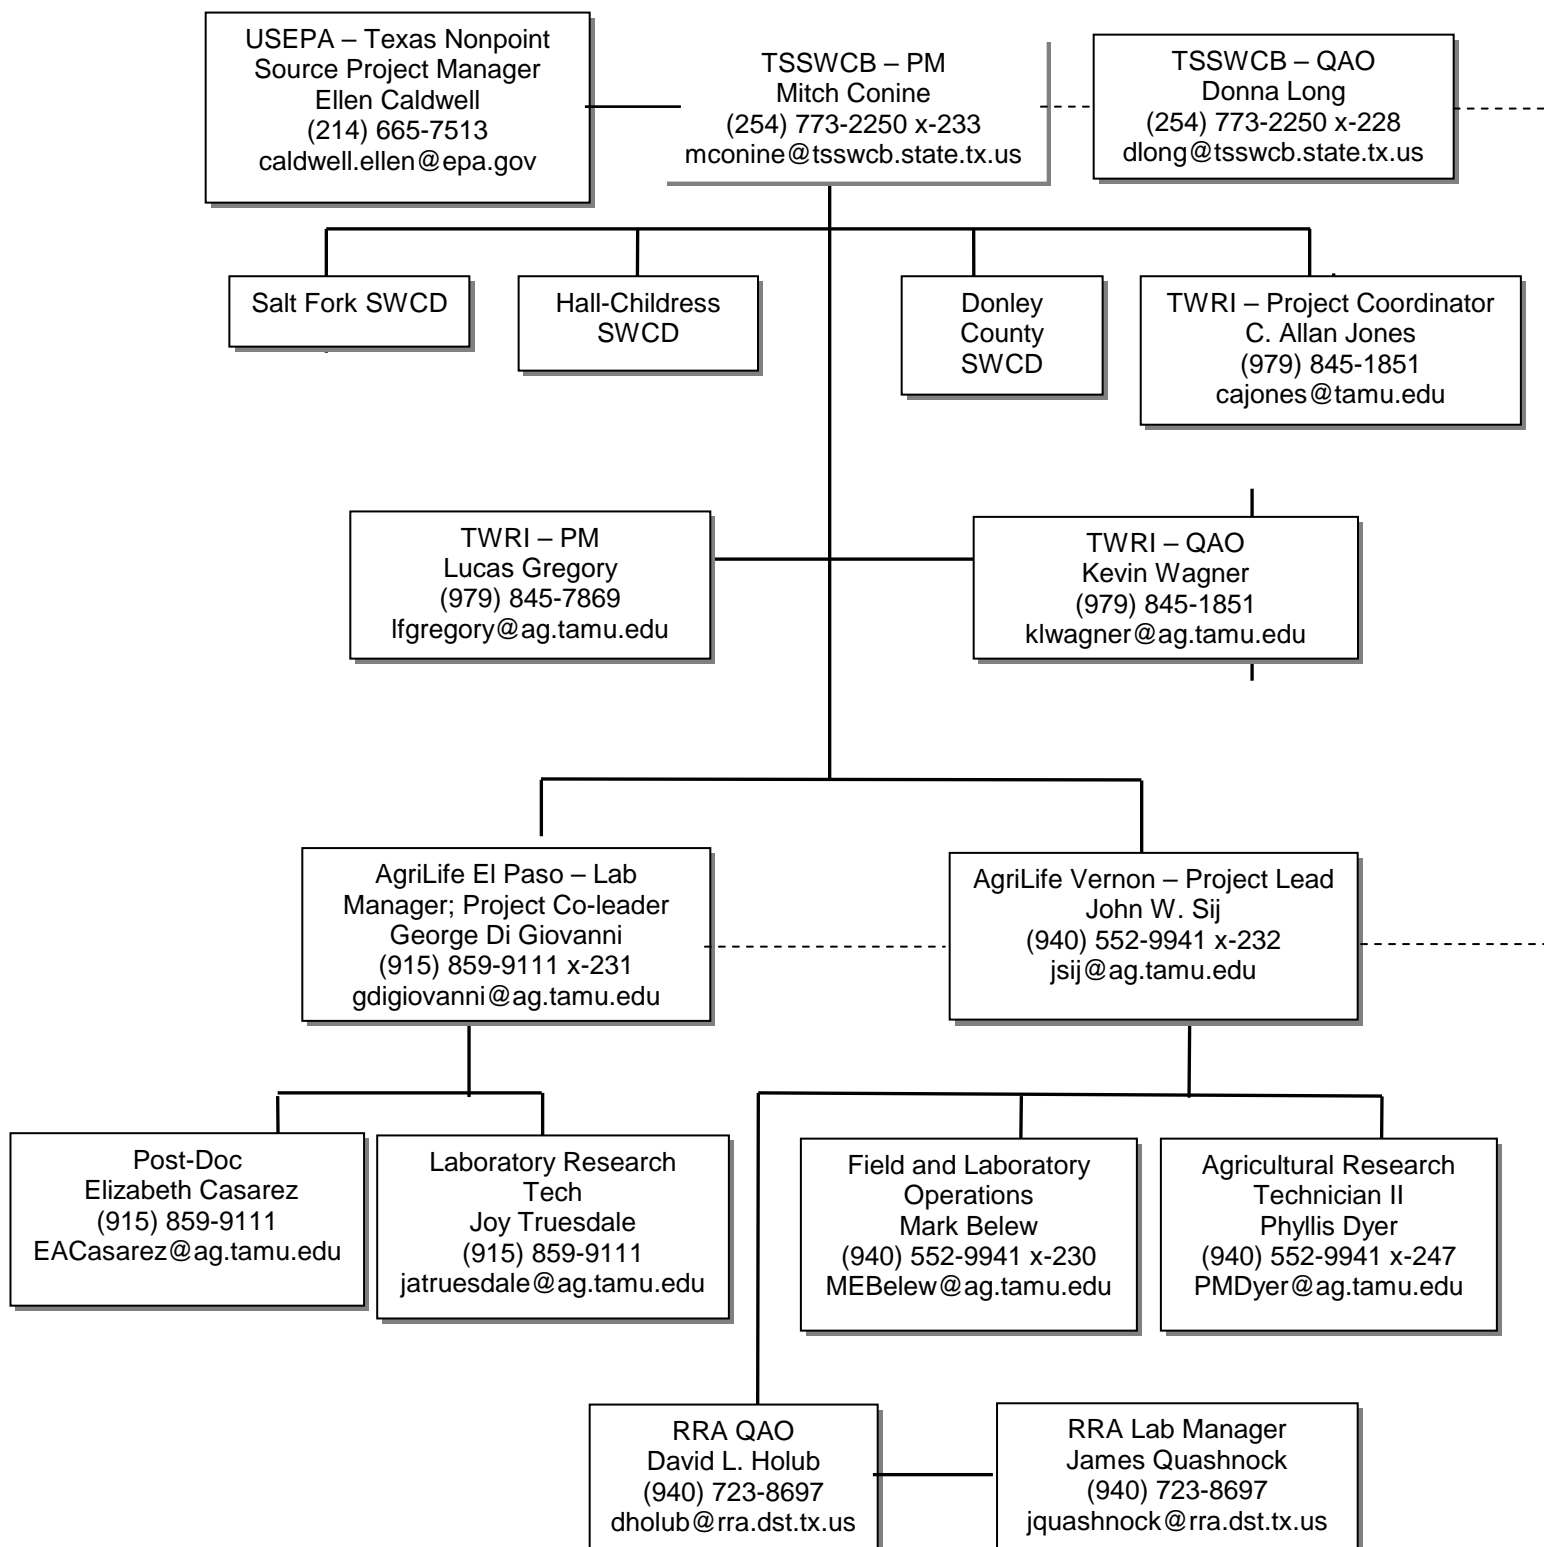 USEPA – Texas Nonpoint
Source Project Manager
Ellen Caldwell
(214) 665-7513
caldwell.ellen@epa.gov
TSSWCB – PM
Mitch Conine
(254) 773-2250 x-233
mconine@tsswcb.state.tx.us
TSSWCB – QAO
Donna Long
(254) 773-2250 x-228
dlong@tsswcb.state.tx.us
Salt Fork SWCD
Hall-Childress
SWCD
Donley
County
SWCD
TWRI – Project Coordinator
C. Allan Jones
(979) 845-1851
cajones@tamu.edu
TWRI – PM
Lucas Gregory
(979) 845-7869
lfgregory@ag.tamu.edu
TWRI – QAO
Kevin Wagner
(979) 845-1851
klwagner@ag.tamu.edu
AgriLife El Paso – Lab
Manager; Project Co-leader
George Di Giovanni
(915) 859-9111 x-231
gdigiovanni@ag.tamu.edu
AgriLife Vernon – Project Lead
John W. Sij
(940) 552-9941 x-232
jsij@ag.tamu.edu
Post-Doc
Elizabeth Casarez
(915) 859-9111
EACasarez@ag.tamu.edu
Laboratory Research
Tech
Joy Truesdale
(915) 859-9111
jatruesdale@ag.tamu.edu
Field and Laboratory
Operations
Mark Belew
(940) 552-9941 x-230
MEBelew@ag.tamu.edu
Agricultural Research
Technician II
Phyllis Dyer
(940) 552-9941 x-247
PMDyer@ag.tamu.edu
RRA QAO
David L. Holub
(940) 723-8697
dholub@rra.dst.tx.us
RRA Lab Manager
James Quashnock
(940) 723-8697
jquashnock@rra.dst.tx.us